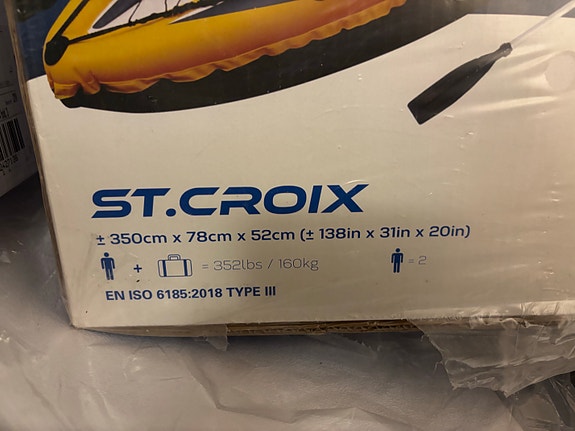 ST.CROIX
± 350cm x 78cm x 52cm (± 138in x 31in x 20in)
+ = 352lbs / 160kg = 2
EN ISO 6185:2018 TYPE III